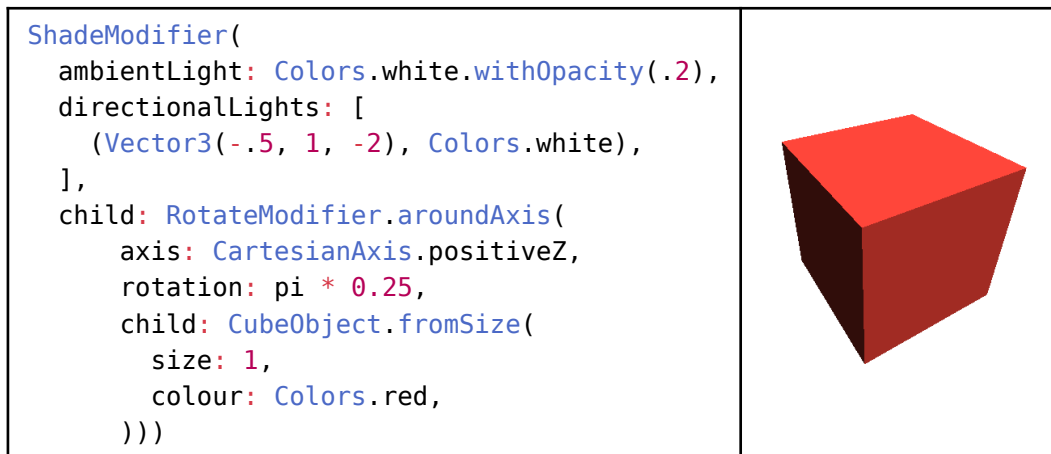 ShadeModifier(
  ambientLight: Colors.white.withOpacity(.2),
  directionalLights: [
    (Vector3(-.5, 1, -2), Colors.white),
  ],
  child: RotateModifier.aroundAxis(
      axis: CartesianAxis.positiveZ,
      rotation: pi * 0.25,
      child: CubeObject.fromSize(
        size: 1,
        colour: Colors.red,
      )))